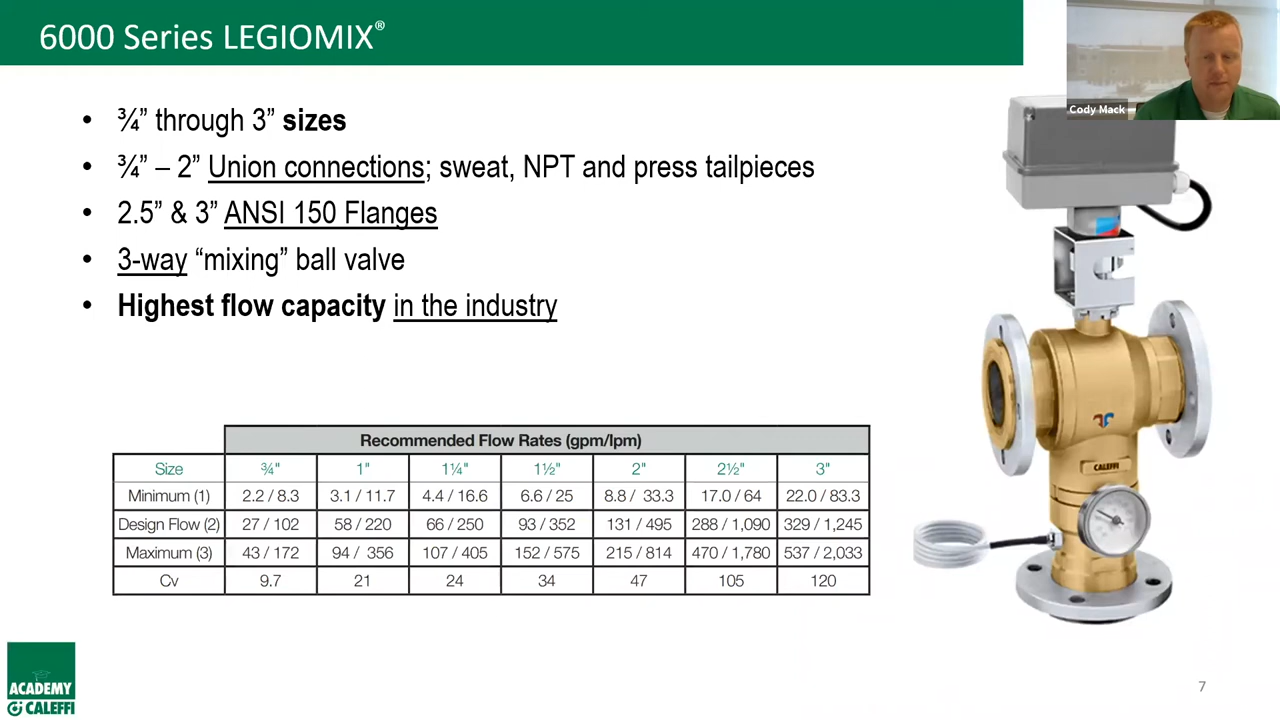 6000 Series LEGIOMIX®
Cody Mack
• ¾” through 3” sizes
• ¾” – 2” Union connections; sweat, NPT and press tailpieces
• 2.5” & 3” ANSI 150 Flanges
• 3-way “mixing” ball valve
• Highest flow capacity in the industry
Recommended Flow Rates (gpm/lpm)
Size ¾" 1" 1¼" 1½" 2" 2½" 3"
Minimum (1) 2.2 / 8.3 3.1 / 11.7 4.4 / 16.6 6.6 / 25 8.8 / 33.3 17.0 / 64 22.0 / 83.3
Design Flow (2) 27 / 102 58 / 220 66 / 250 93 / 352 131 / 495 288 / 1,090 329 / 1,245
Maximum (3) 43 / 172 94 / 356 107 / 405 152 / 575 215 / 814 470 / 1,780 537 / 2,033
Cv 9.7 21 24 34 47 105 120
CALEFFI
ACADEMY
CALEFFI
7